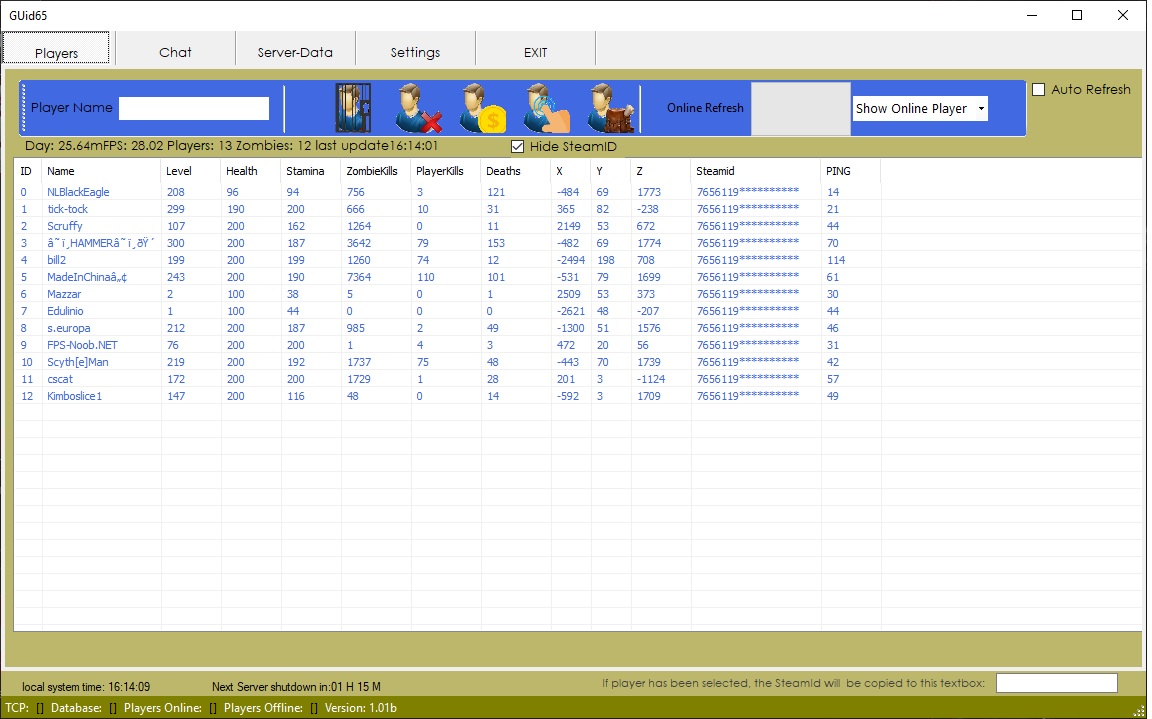 GUid65
Players Chat Server-Data Settings EXIT
Player Name Online Refresh Show Online Player Auto Refresh
Day: 25.64mFPS: 28.02 Players: 13 Zombies: 12 last update16:14:01 Hide SteamID
ID Name Level Health Stamina ZombieKills PlayerKills Deaths X Y Z Steamid PING
0 NLBlackEagle 208 96 94 756 3 121 -484 69 1773 7656119********** 14
1 tick-tock 299 190 200 666 10 31 365 82 -238 7656119********** 21
2 Scruffy 107 200 162 1264 0 11 2149 53 672 7656119********** 44
3 â˜ï¸HAMMERâ˜ï¸ðŸ´ 300 200 187 3642 79 153 -482 69 1774 7656119********** 70
4 bill2 199 200 199 1260 74 12 -2494 198 708 7656119********** 114
5 MadeInChinaâ„¢ 243 200 190 7364 110 101 -531 79 1699 7656119********** 61
6 Mazzar 2 100 38 5 0 1 2509 53 373 7656119********** 30
7 Edulinio 1 100 44 0 0 0 -2621 48 -207 7656119********** 44
8 s.europa 212 200 187 985 2 49 -1300 51 1576 7656119********** 46
9 FPS-Noob.NET 76 200 200 1 4 3 472 20 56 7656119********** 31
10 Scyth[e]Man 219 200 192 1737 75 48 -443 70 1739 7656119********** 42
11 cscat 172 200 200 1729 1 28 201 3 -1124 7656119********** 57
12 Kimboslice1 147 200 116 48 0 14 -592 3 1709 7656119********** 49
local system time: 16:14:09 Next Server shutdown in:01 H 15 M If player has been selected, the SteamId will be copied to this textbox:
TCP: [] Database: [] Players Online: [] Players Offline: [] Version: 1.01b